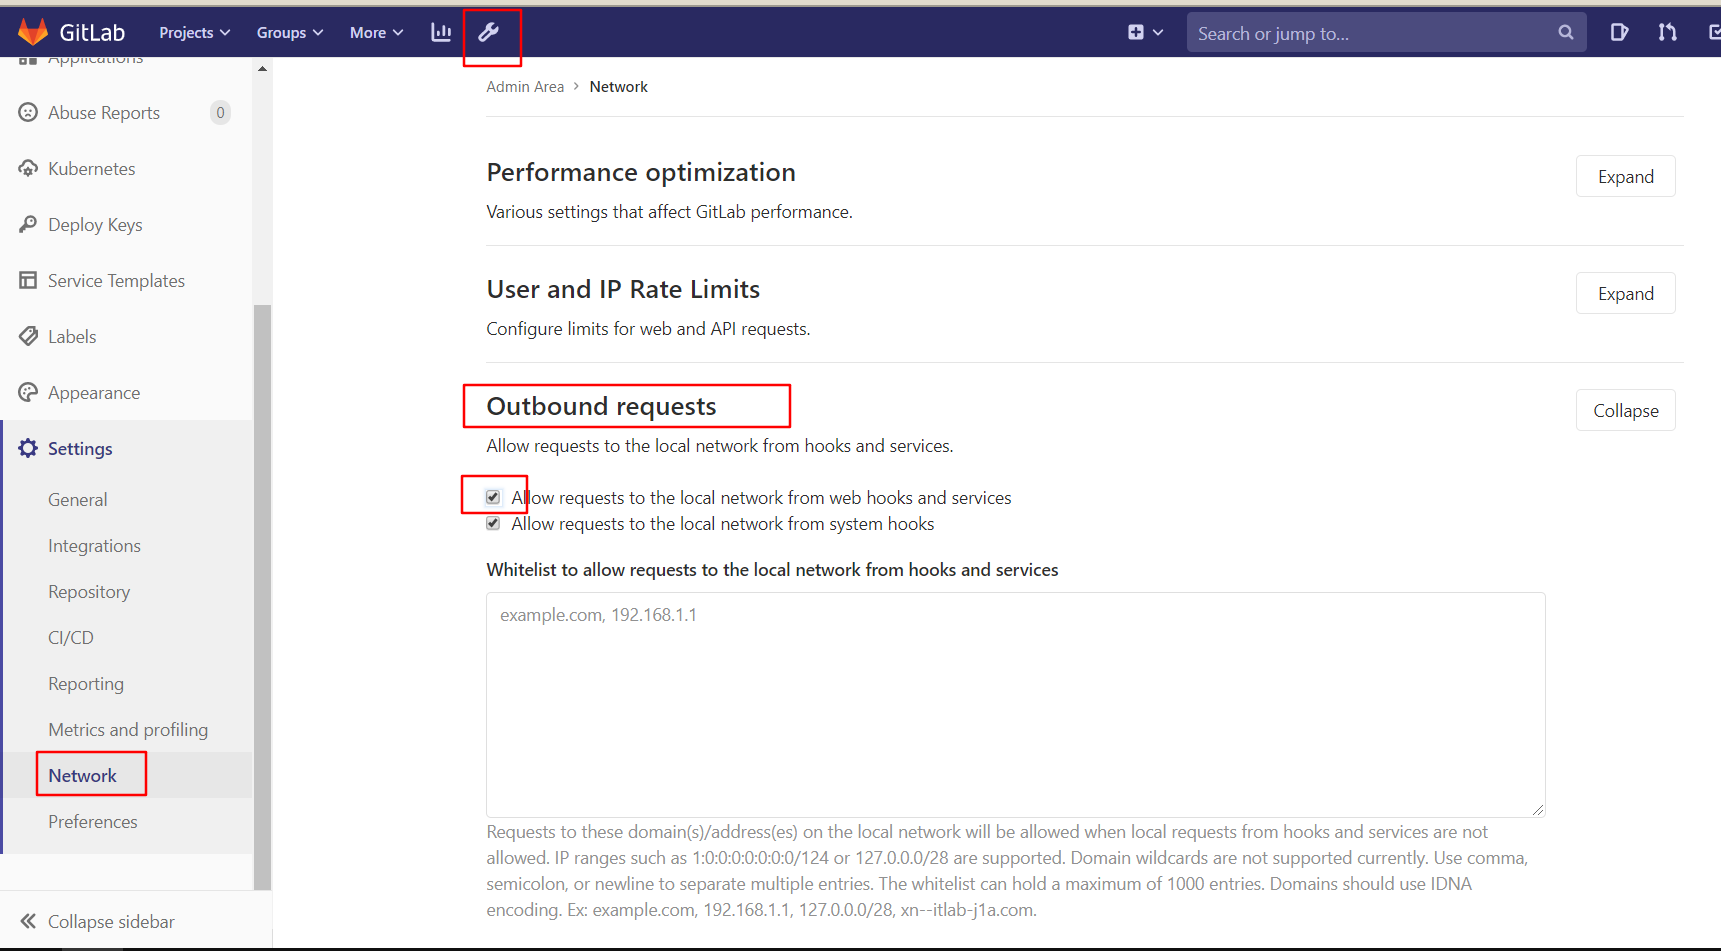 GitLab Projects Groups More Search or jump to...
Applications
Abuse Reports 0
Kubernetes
Deploy Keys
Service Templates
Labels
Appearance
Settings
General
Integrations
Repository
CI/CD
Reporting
Metrics and profiling
Network
Preferences
Collapse sidebar
Admin Area > Network
Performance optimization
Expand
Various settings that affect GitLab performance.
User and IP Rate Limits
Expand
Configure limits for web and API requests.
Outbound requests
Collapse
Allow requests to the local network from hooks and services.
Allow requests to the local network from web hooks and services
Allow requests to the local network from system hooks
Whitelist to allow requests to the local network from hooks and services
example.com, 192.168.1.1
Requests to these domain(s)/address(es) on the local network will be allowed when local requests from hooks and services are not
allowed. IP ranges such as 1:0:0:0:0:0:0:0/124 or 127.0.0.0/28 are supported. Domain wildcards are not supported currently. Use comma,
semicolon, or newline to separate multiple entries. The whitelist can hold a maximum of 1000 entries. Domains should use IDNA
encoding. Ex: example.com, 192.168.1.1, 127.0.0.0/28, xn--itlab-j1a.com.